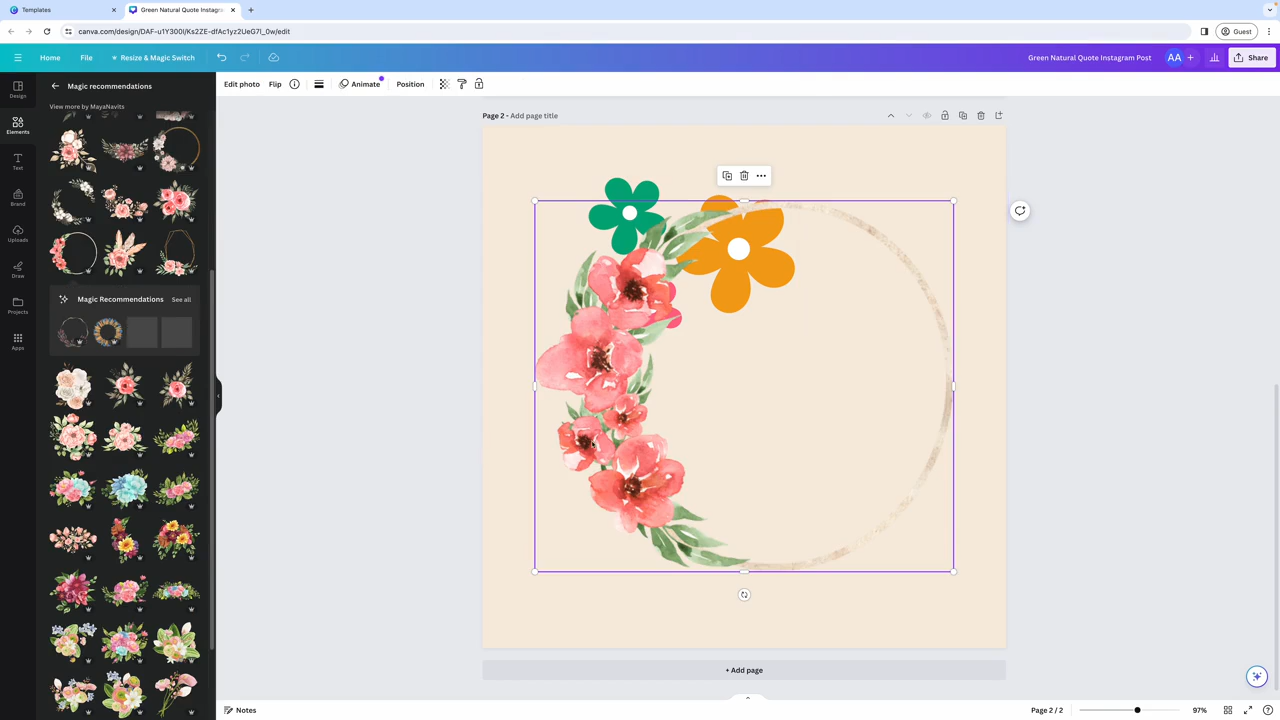 Templates
Green Natural Quote Instagra
canva.com/design/DAF-u1Y300I/Ks2ZE-dfAc1yz2UeG7l_0w/edit
Guest
Home
File
Resize & Magic Switch
Green Natural Quote Instagram Post
AA
Share
Design
Elements
Text
Brand
Uploads
Draw
Projects
Apps
Magic recommendations
View more by MayaNavits
Magic Recommendations
See all
Edit photo
Flip
Animate
Position
Page 2 - Add page title
+ Add page
Notes
Page 2 / 2
97%